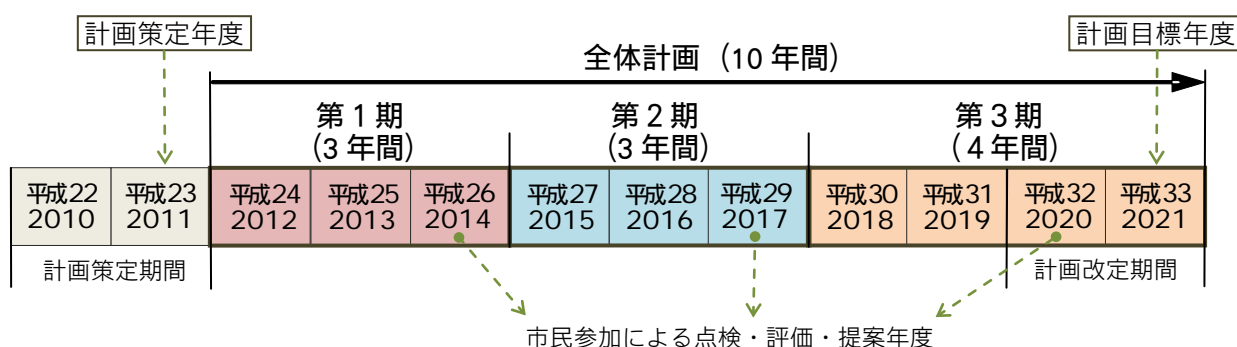 計画策定年度
計画目標年度
全体計画（10年間）
第1期
（3年間）
第2期
（3年間）
第3期
（4年間）
平成22
2010
平成23
2011
平成24
2012
平成25
2013
平成26
2014
平成27
2015
平成28
2016
平成29
2017
平成30
2018
平成31
2019
平成32
2020
平成33
2021
計画策定期間
計画改定期間
市民参加による点検・評価・提案年度